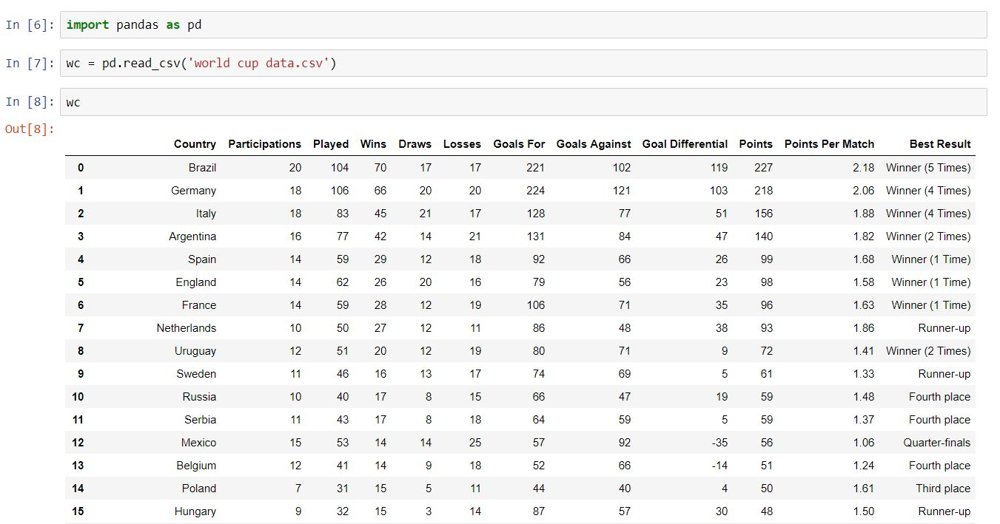 In [6]: import pandas as pd
In [7]: wc = pd.read_csv('world cup data.csv')
In [8]: wc
Out[8]:
Country Participations Played Wins Draws Losses Goals For Goals Against Goal Differential Points Points Per Match Best Result
0 Brazil 20 104 70 17 17 221 102 119 227 2.18 Winner (5 Times)
1 Germany 18 106 66 20 20 224 121 103 218 2.06 Winner (4 Times)
2 Italy 18 83 45 21 17 128 77 51 156 1.88 Winner (4 Times)
3 Argentina 16 77 42 14 21 131 84 47 140 1.82 Winner (2 Times)
4 Spain 14 59 29 12 18 92 66 26 99 1.68 Winner (1 Time)
5 England 14 62 26 20 16 79 56 23 98 1.58 Winner (1 Time)
6 France 14 59 28 12 19 106 71 35 96 1.63 Winner (1 Time)
7 Netherlands 10 50 27 12 11 86 48 38 93 1.86 Runner-up
8 Uruguay 12 51 20 12 19 80 71 9 72 1.41 Winner (2 Times)
9 Sweden 11 46 16 13 17 74 69 5 61 1.33 Runner-up
10 Russia 10 40 17 8 15 66 47 19 59 1.48 Fourth place
11 Serbia 11 43 17 8 18 64 59 5 59 1.37 Fourth place
12 Mexico 15 53 14 14 25 57 92 -35 56 1.06 Quarter-finals
13 Belgium 12 41 14 9 18 52 66 -14 51 1.24 Fourth place
14 Poland 7 31 15 5 11 44 40 4 50 1.61 Third place
15 Hungary 9 32 15 3 14 87 57 30 48 1.50 Runner-up